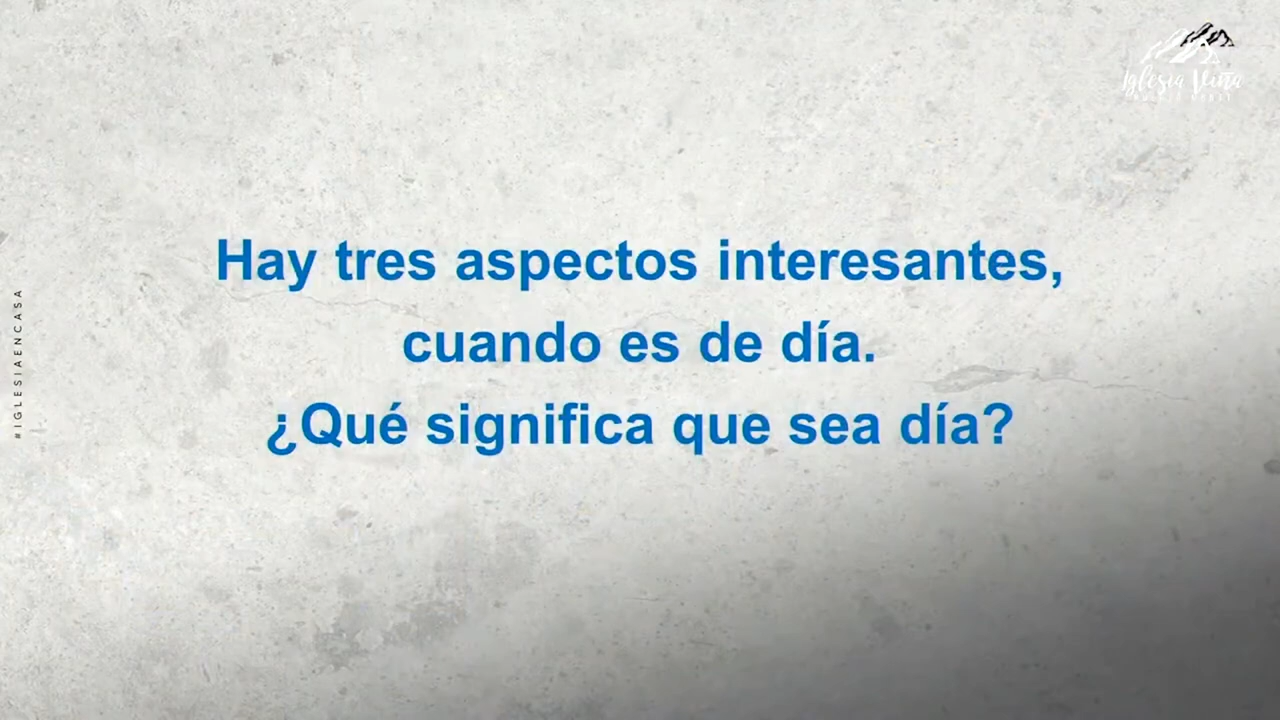 Iglesia Viña
#IGLESIAENCASA
Hay tres aspectos interesantes,
cuando es de día.
¿Qué significa que sea día?